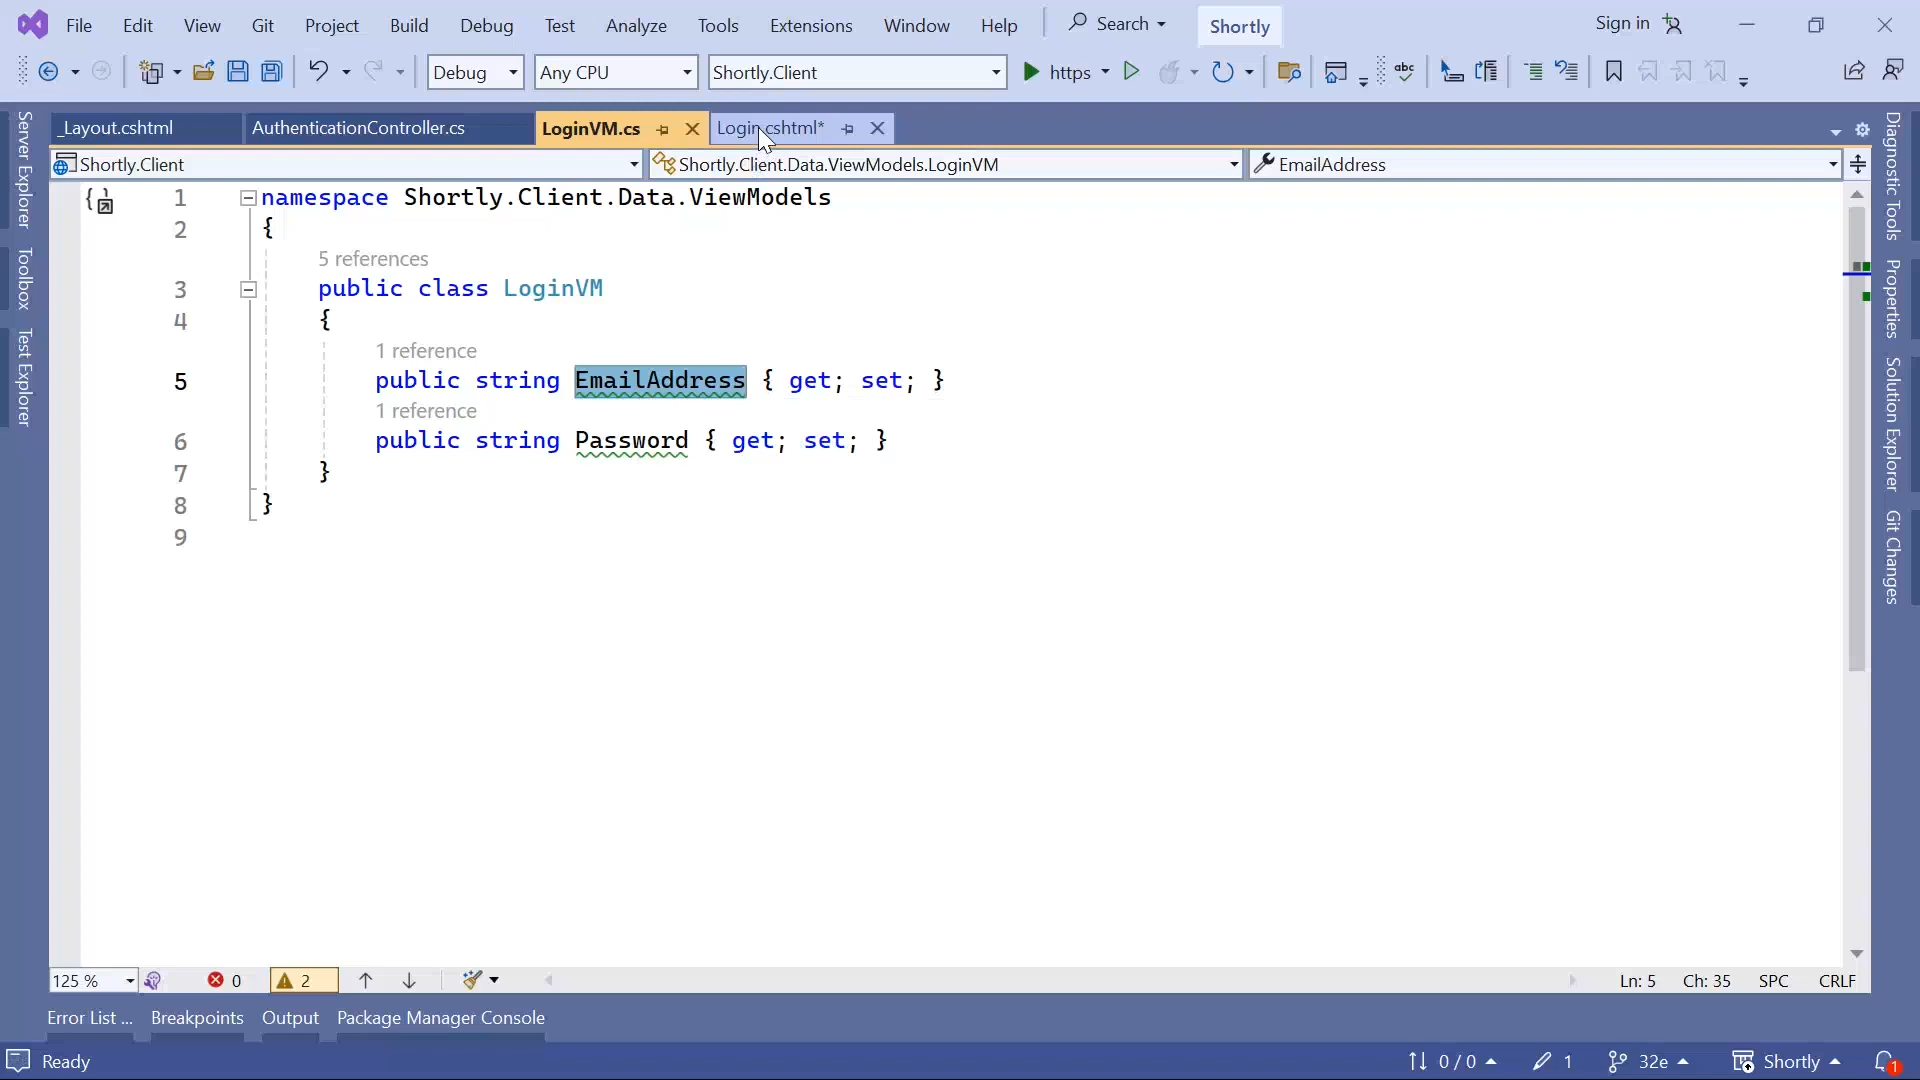 File Edit View Git Project Build Debug Test Analyze Tools Extensions Window Help Search Shortly Sign in
Debug Any CPU Shortly.Client https abc
_Layout.cshtml AuthenticationController.cs LoginVM.cs Login.cshtml*
Shortly.Client Shortly.Client.Data.ViewModels.LoginVM EmailAddress
Server Explorer
Toolbox
Test Explorer
1 namespace Shortly.Client.Data.ViewModels
2 {
5 references
3 public class LoginVM
4 {
1 reference
5 public string EmailAddress { get; set; }
1 reference
6 public string Password { get; set; }
7 }
8 }
9
Diagnostic Tools
Properties
Solution Explorer
Git Changes
125 % 0 2 Ln: 5 Ch: 35 SPC CRLF
Error List ... Breakpoints Output Package Manager Console
Ready 0 / 0 1 32e Shortly 1